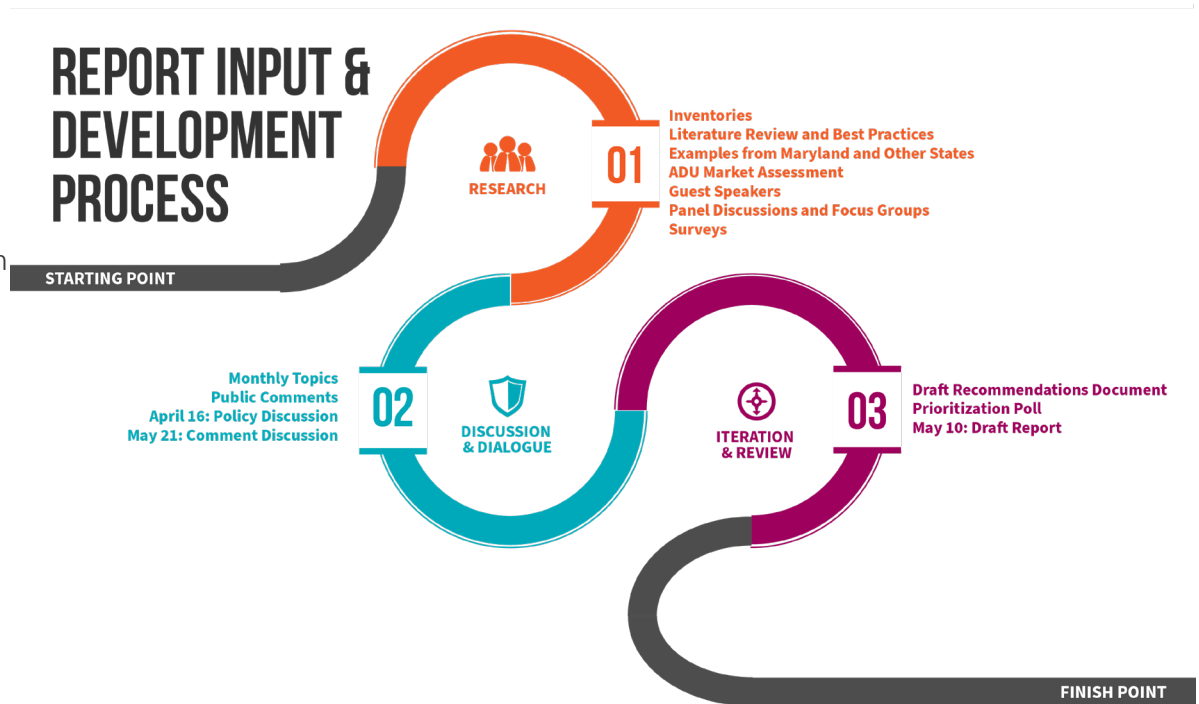 REPORT INPUT &
DEVELOPMENT
PROCESS
n
STARTING POINT
RESEARCH
01
Inventories
Literature Review and Best Practices
Examples from Maryland and Other States
ADU Market Assessment
Guest Speakers
Panel Discussions and Focus Groups
Surveys
Monthly Topics
Public Comments
April 16: Policy Discussion
May 21: Comment Discussion
02
DISCUSSION
& DIALOGUE
ITERATION
& REVIEW
03
Draft Recommendations Document
Prioritization Poll
May 10: Draft Report
FINISH POINT